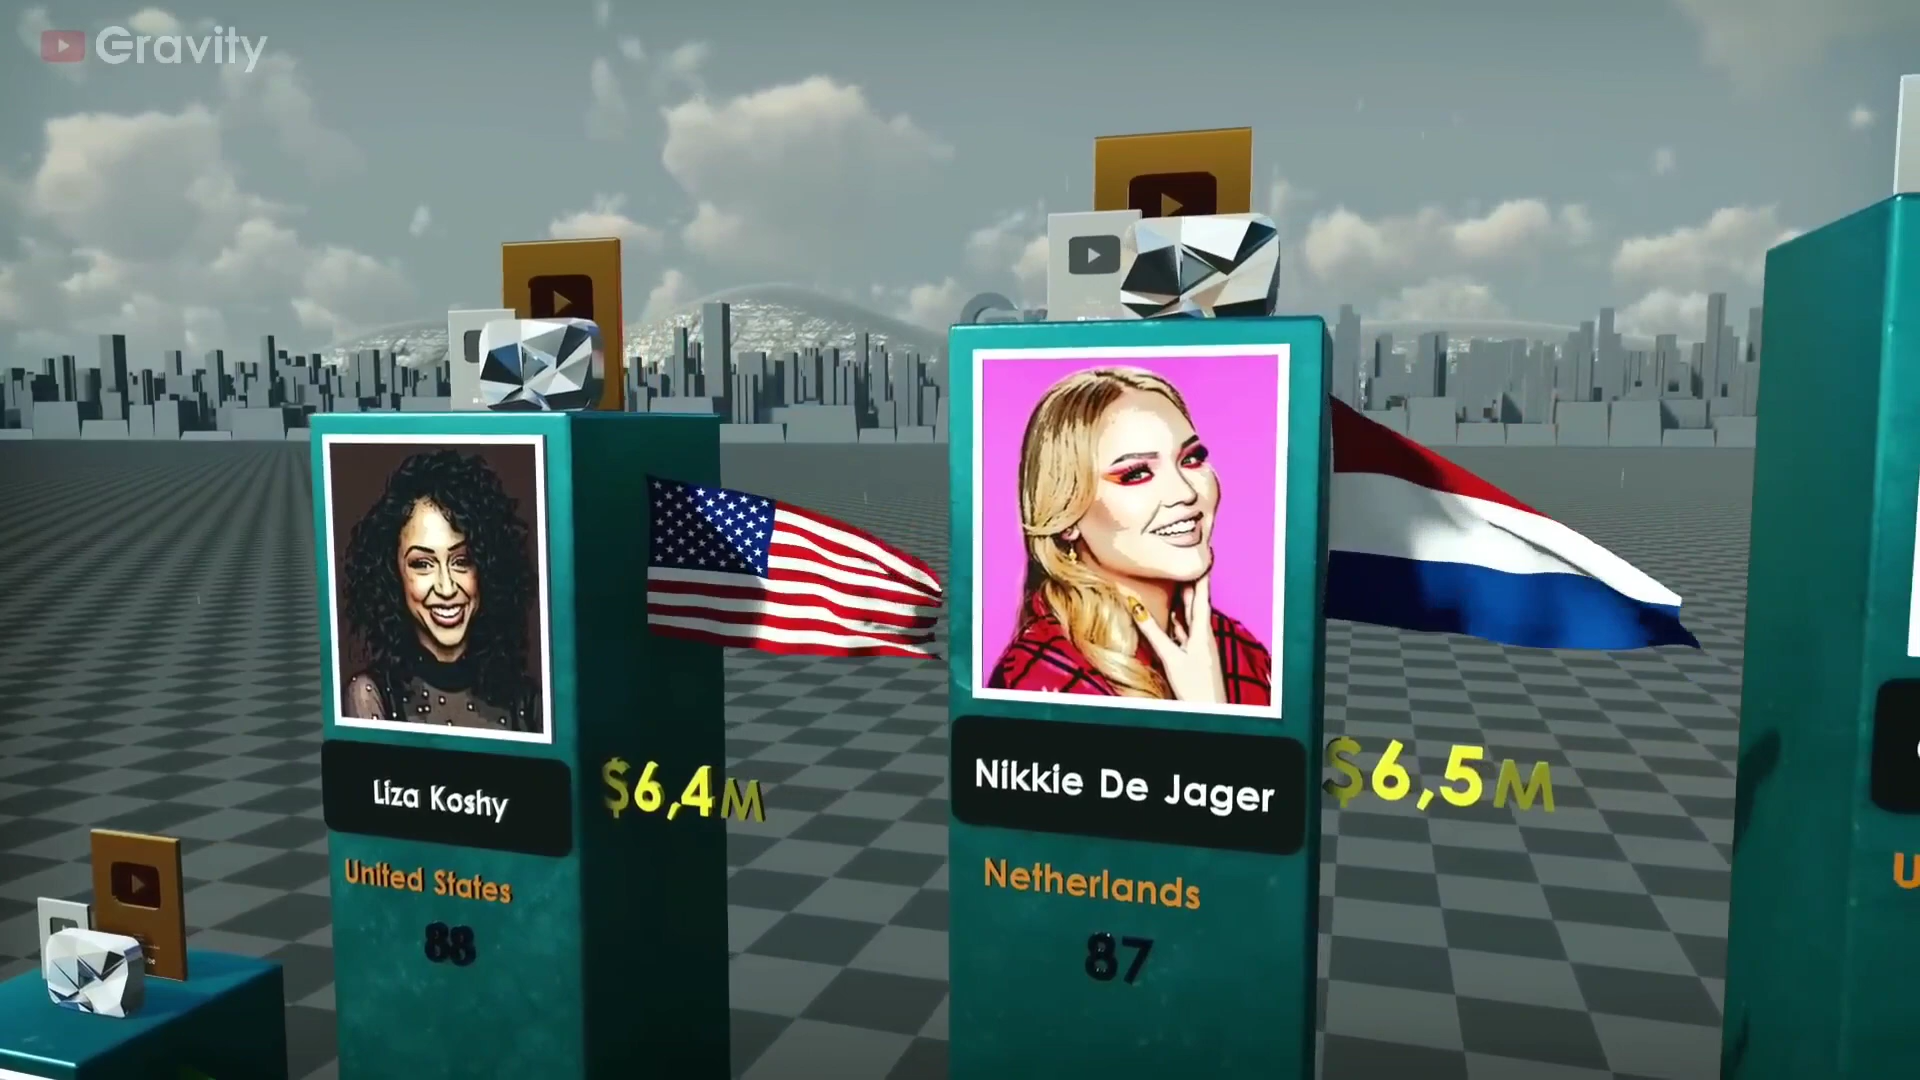 Gravity
Liza Koshy
$6,4M
United States
88
Nikkie De Jager
$6,5M
Netherlands
87